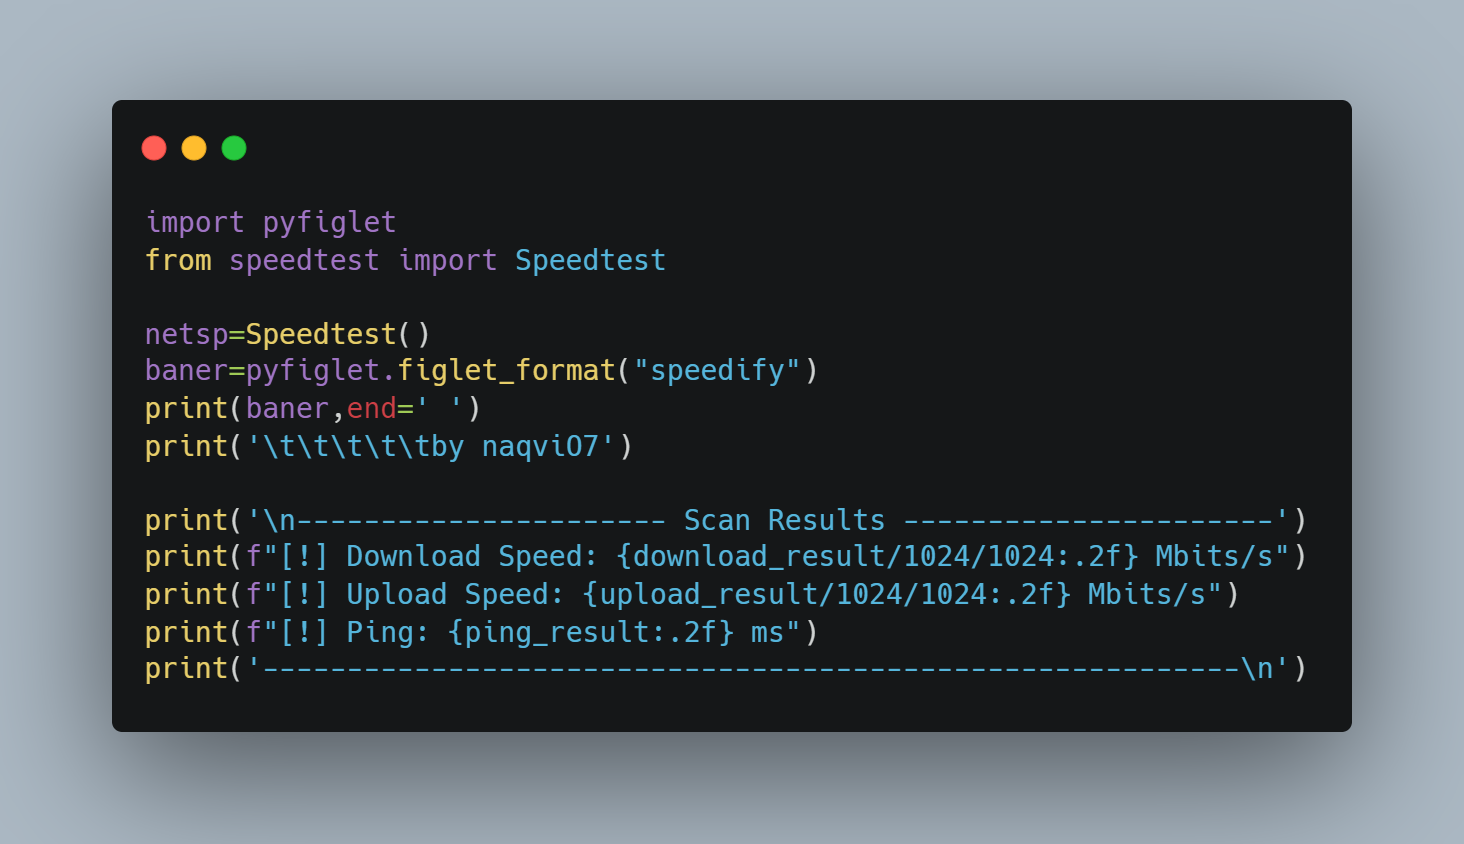 import pyfiglet
from speedtest import Speedtest

netsp=Speedtest()
baner=pyfiglet.figlet_format("speedify")
print(baner,end=' ')
print('\t\t\t\t\tby naqviO7')

print('\n---------------------- Scan Results ----------------------')
print(f"[!] Download Speed: {download_result/1024/1024:.2f} Mbits/s")
print(f"[!] Upload Speed: {upload_result/1024/1024:.2f} Mbits/s")
print(f"[!] Ping: {ping_result:.2f} ms")
print('----------------------------------------------------------\n')